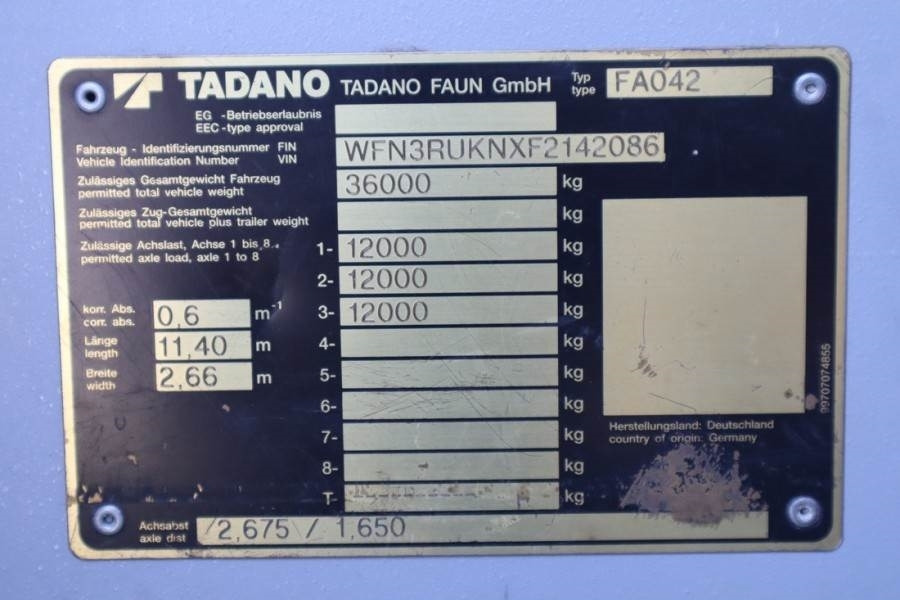 TADANO TADANO FAUN GmbH Typ type FA042
EG -Betriebserlaubnis
EEC-type approval
Fahrzeug - Identifizierungsnummer FIN WFN3RUKNXF2142086
Vehicle Identification Number VIN
Zulässiges Gesamtgewicht Fahrzeug 36000 kg
permitted total vehicle weight
Zulässiges Zug-Gesamtgewicht kg
permitted total vehicle plus trailer weight
Zulässige Achslast, Achse 1 bis 8 1- 12000 kg
permitted axle load, axle 1 to 8
2- 12000 kg
korr. Abs. 0,6 m-1 3- 12000 kg
corr. abs.
Länge 11,40 m 4- kg
length
Breite 2,66 m 5- kg
width
6- kg
7- kg
8- kg
T- kg
Achsabst 2,675 / 1,650
axle dist
99707074855
Herstellungsland: Deutschland
country of origin: Germany